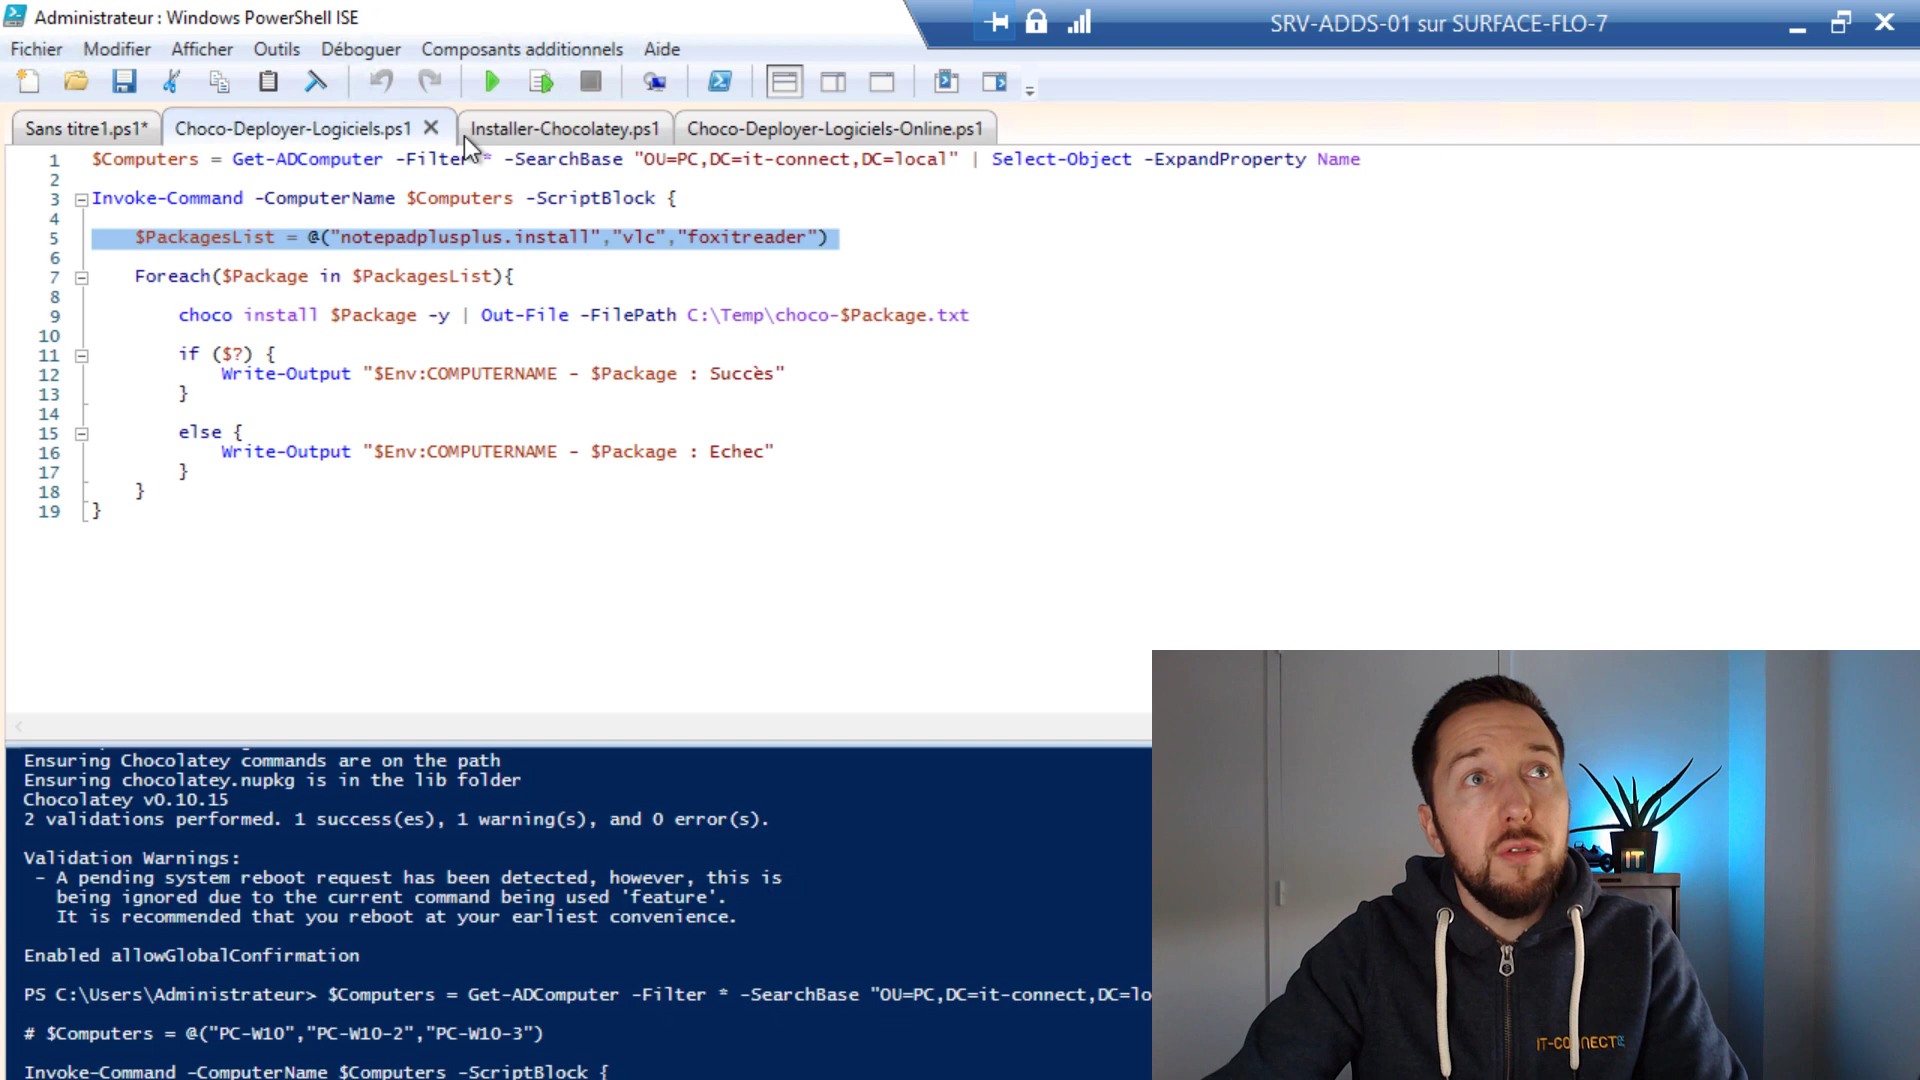 Administrateur : Windows PowerShell ISE
SRV-ADDS-01 sur SURFACE-FLO-7
Fichier Modifier Afficher Outils Déboguer Composants additionnels Aide
Sans titre1.ps1* Choco-Deployer-Logiciels.ps1 Installer-Chocolatey.ps1 Choco-Deployer-Logiciels-Online.ps1
1 $Computers = Get-ADComputer -Filter * -SearchBase "OU=PC,DC=it-connect,DC=local" | Select-Object -ExpandProperty Name
2
3 Invoke-Command -ComputerName $Computers -ScriptBlock {
4
5 $PackagesList = @("notepadplusplus.install","vlc","foxitreader")
6
7 Foreach($Package in $PackagesList){
8
9 choco install $Package -y | Out-File -FilePath C:\Temp\choco-$Package.txt
10
11 if ($?) {
12 Write-Output "$Env:COMPUTERNAME - $Package : Succès"
13 }
14
15 else {
16 Write-Output "$Env:COMPUTERNAME - $Package : Echec"
17 }
18 }
19 }
Ensuring Chocolatey commands are on the path
Ensuring chocolatey.nupkg is in the lib folder
Chocolatey v0.10.15
2 validations performed. 1 success(es), 1 warning(s), and 0 error(s).
Validation Warnings:
- A pending system reboot request has been detected, however, this is
being ignored due to the current command being used 'feature'.
It is recommended that you reboot at your earliest convenience.
Enabled allowGlobalConfirmation
PS C:\Users\Administrateur> $Computers = Get-ADComputer -Filter * -SearchBase "OU=PC,DC=it-connect,DC=lo
# $Computers = @("PC-W10","PC-W10-2","PC-W10-3")
Invoke-Command -ComputerName $Computers -ScriptBlock {
IT
IT-CONNECT